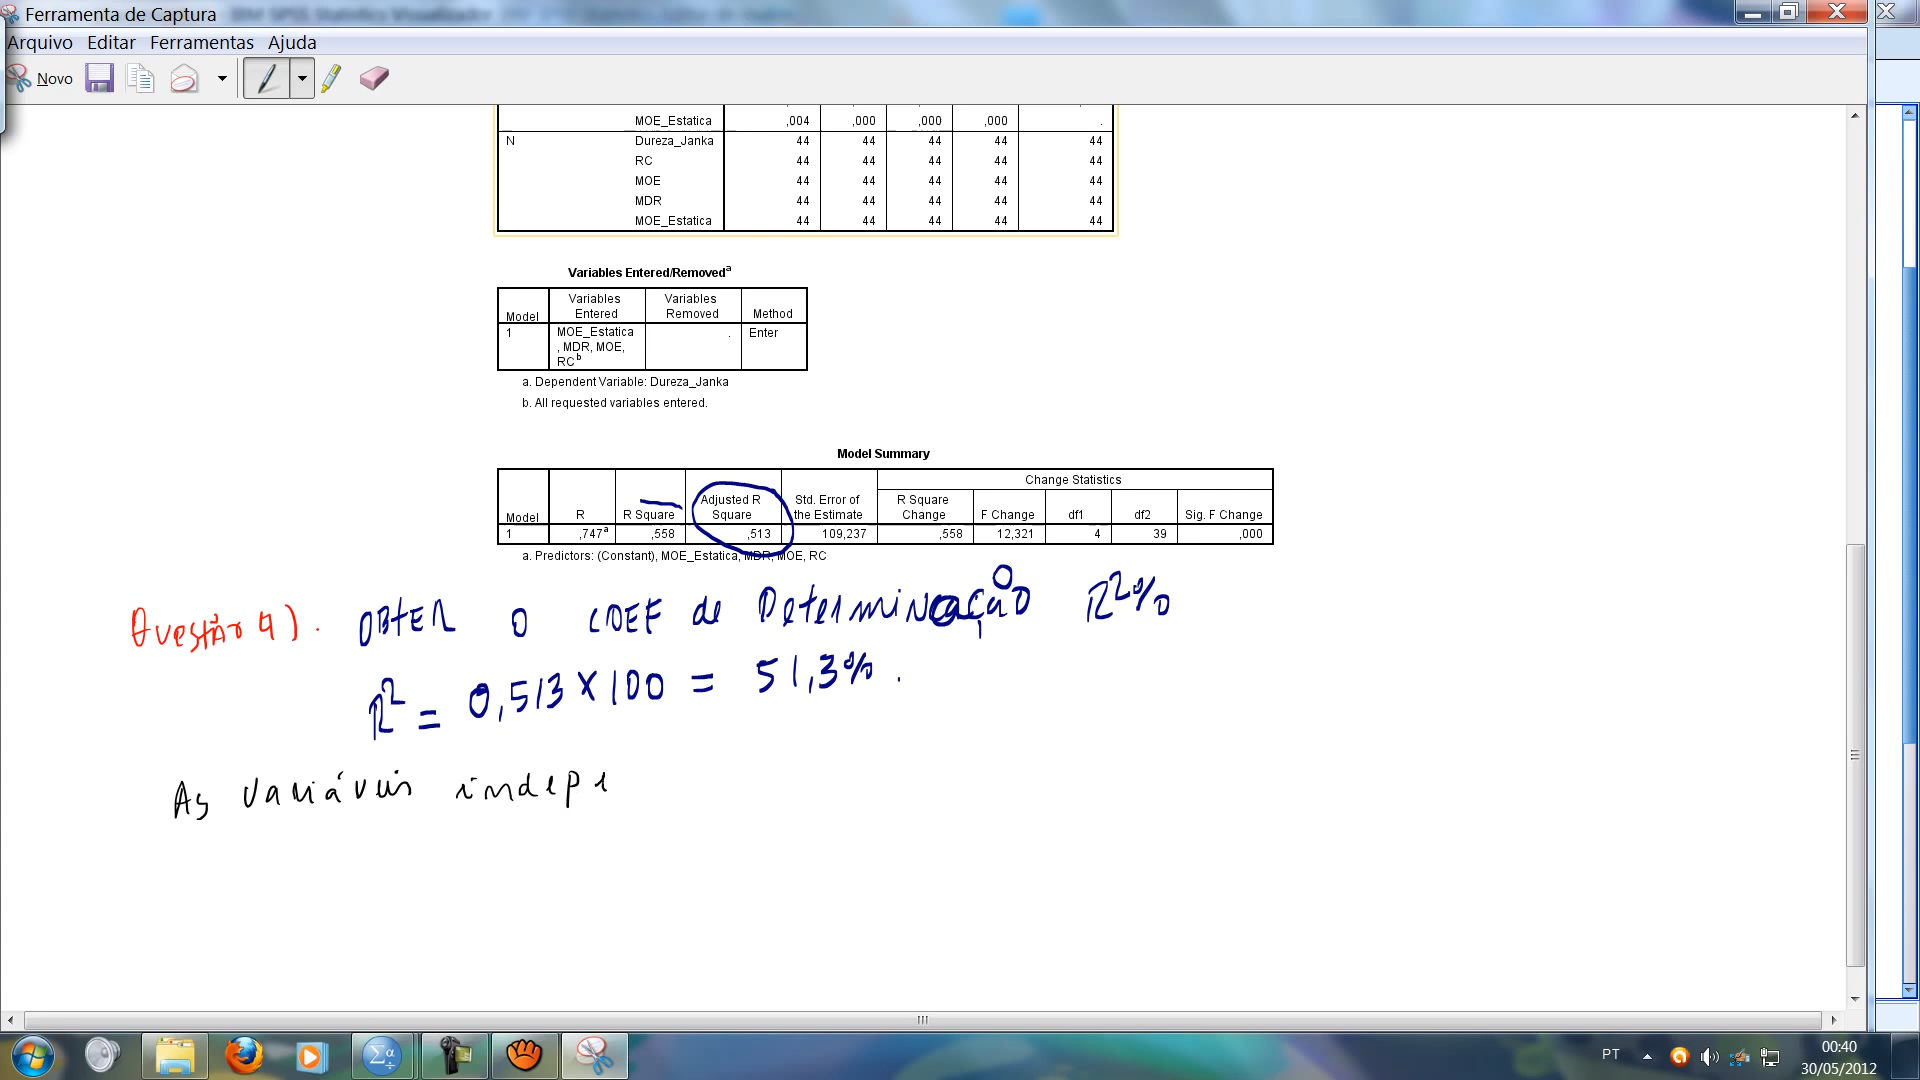 Ferramenta de Captura
Arquivo Editar Ferramentas Ajuda
Novo
MOE_Estatica ,004 ,000 ,000 ,000 .
N Dureza_Janka 44 44 44 44 44
RC 44 44 44 44 44
MOE 44 44 44 44 44
MDR 44 44 44 44 44
MOE_Estatica 44 44 44 44 44
Variables Entered/Removedᵃ
Model Variables Entered Variables Removed Method
1 MOE_Estatica , MDR, MOE, RCᵇ . Enter
a. Dependent Variable: Dureza_Janka
b. All requested variables entered.
Model Summary
Change Statistics
Model R R Square Adjusted R Square Std. Error of the Estimate R Square Change F Change df1 df2 Sig. F Change
1 ,747ᵃ ,558 ,513 109,237 ,558 12,321 4 39 ,000
a. Predictors: (Constant), MOE_Estatica, MDR, MOE, RC
Questão 4). OBTER O COEF de Determinação R²%
R² = 0,513 × 100 = 51,3%.
As variáveis indepe
PT
00:40
30/05/2012